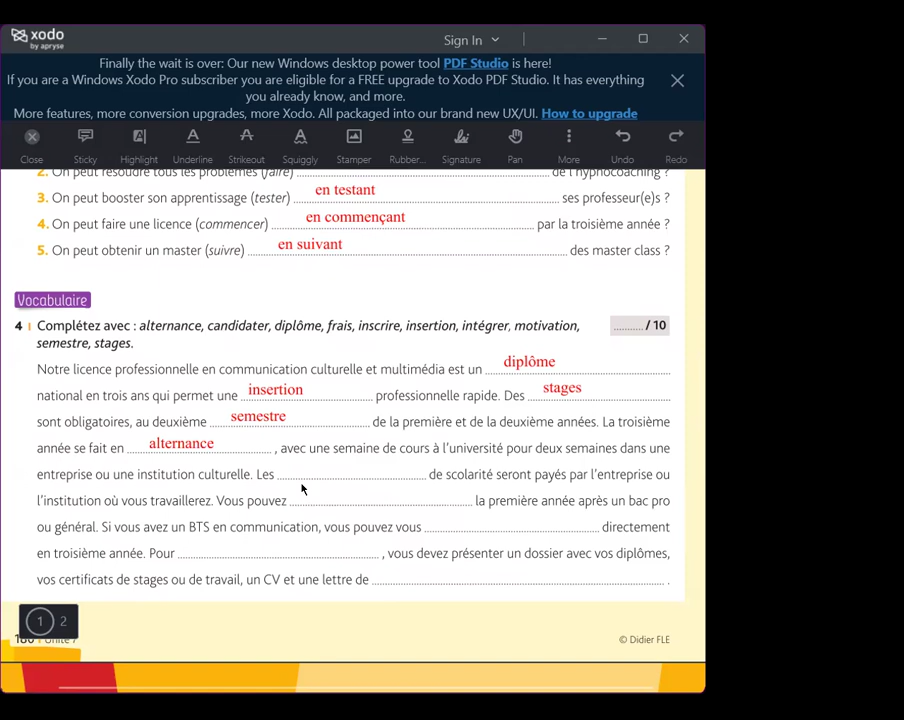 xodo
by apryse
Sign In
Finally the wait is over: Our new Windows desktop power tool PDF Studio is here!
If you are a Windows Xodo Pro subscriber you are eligible for a FREE upgrade to Xodo PDF Studio. It has everything
you already know, and more.
More features, more conversion upgrades, more Xodo. All packaged into our brand new UX/UI. How to upgrade
Close Sticky Highlight Underline Strikeout Squiggly Stamper Rubber... Signature Pan More Undo Redo
2. On peut résoudre tous les problèmes (faire) ........ de l'hypnocoaching ?
3. On peut booster son apprentissage (tester) en testant ses professeur(e)s ?
4. On peut faire une licence (commencer) en commençant par la troisième année ?
5. On peut obtenir un master (suivre) en suivant des master class ?
Vocabulaire
4 Complétez avec : alternance, candidater, diplôme, frais, inscrire, insertion, intégrer, motivation, .......... / 10
semestre, stages.
Notre licence professionnelle en communication culturelle et multimédia est un diplôme
national en trois ans qui permet une insertion professionnelle rapide. Des stages
sont obligatoires, au deuxième semestre de la première et de la deuxième années. La troisième
année se fait en alternance , avec une semaine de cours à l'université pour deux semaines dans une
entreprise ou une institution culturelle. Les ........ de scolarité seront payés par l'entreprise ou
l'institution où vous travaillerez. Vous pouvez ........ la première année après un bac pro
ou général. Si vous avez un BTS en communication, vous pouvez vous ........ directement
en troisième année. Pour ........ , vous devez présenter un dossier avec vos diplômes,
vos certificats de stages ou de travail, un CV et une lettre de ........ .
1 2
© Didier FLE